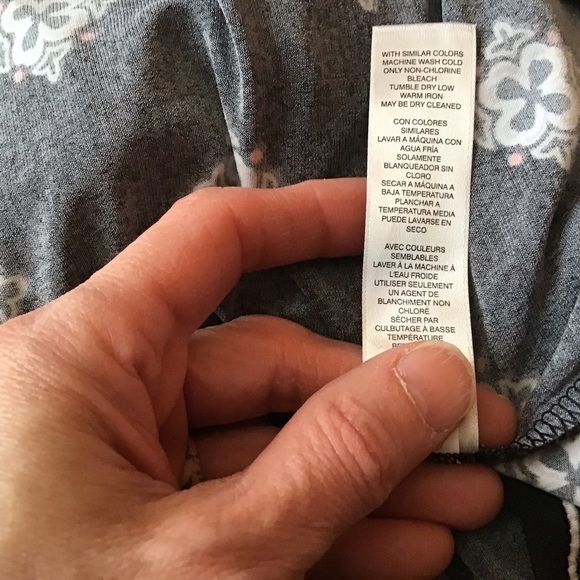 WITH SIMILAR COLORS
MACHINE WASH COLD
ONLY NON-CHLORINE
BLEACH
TUMBLE DRY LOW
WARM IRON
MAY BE DRY CLEANED
CON COLORES
SIMILARES
LAVAR A MÁQUINA CON
AGUA FRÍA
SOLAMENTE
BLANQUEADOR SIN
CLORO
SECAR A MÁQUINA A
BAJA TEMPERATURA
PLANCHAR A
TEMPERATURA MEDIA
PUEDE LAVARSE EN
SECO
AVEC COULEURS
SEMBLABLES
LAVER À LA MACHINE À
L'EAU FROIDE
UTILISER SEULEMENT
UN AGENT DE
BLANCHIMENT NON
CHLORÉ
SÉCHER PAR
CULBUTAGE À BASSE
TEMPÉRATURE